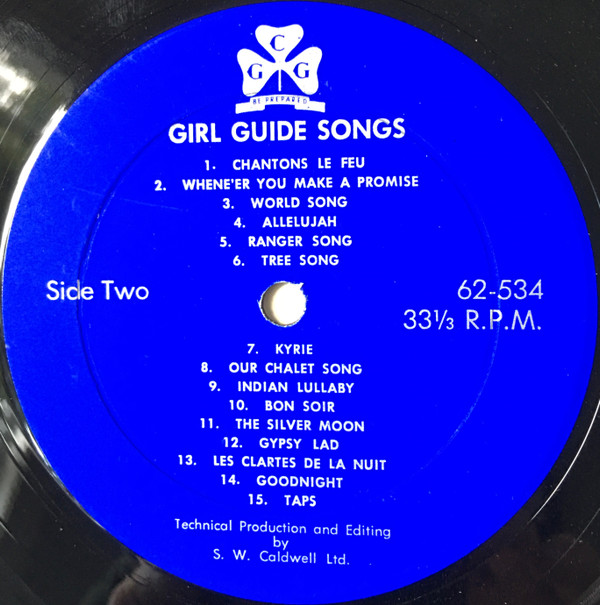 C
G G
BE PREPARED
GIRL GUIDE SONGS
1. CHANTONS LE FEU
2. WHENE'ER YOU MAKE A PROMISE
3. WORLD SONG
4. ALLELUJAH
5. RANGER SONG
6. TREE SONG
Side Two
62-534
33⅓ R.P.M.
7. KYRIE
8. OUR CHALET SONG
9. INDIAN LULLABY
10. BON SOIR
11. THE SILVER MOON
12. GYPSY LAD
13. LES CLARTES DE LA NUIT
14. GOODNIGHT
15. TAPS
Technical Production and Editing
by
S. W. Caldwell Ltd.